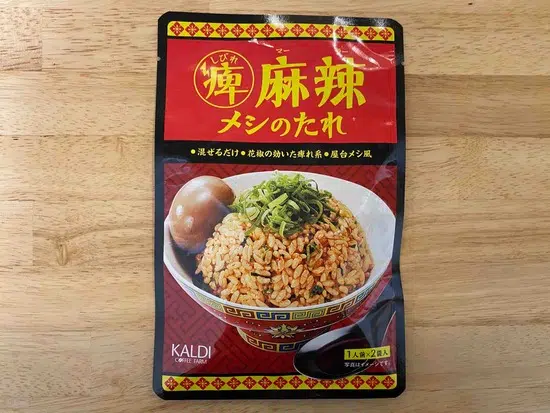 しびれ
痺
マー ラー
麻辣
メシのたれ
●混ぜるだけ●花椒の効いた痺れ系●屋台メシ風
1人前×2袋入
写真はイメージです。
KALDI
COFFEE FARM